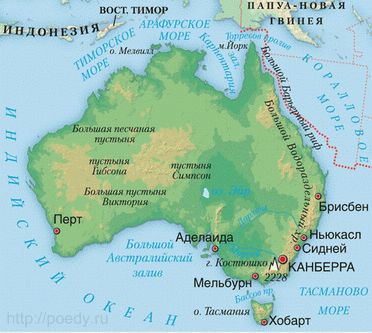 ПАПУА-НОВАЯ
ГВИНЕЯ
ВОСТ. ТИМОР
ИНДОНЕЗИЯ
АРАФУРСКОЕ
МОРЕ
о. Мелвилл
ТИМОРСКОЕ
МОРЕ
Торресов пролив
м.Йорк
зал.
Карпентария
КОРАЛЛОВОЕ
МОРЕ
Большой Барьерный риф
Большой Водораздельный хр.
Большая песчаная
пустыня
пустыня
Гибсона
пустыня
Симпсон
Большая пустыня
Виктория
оз. Эйр
ИНДИЙСКИЙ ОКЕАН
Перт
Большой
Австралийский
залив
Аделаида
Дарлинг
г. Костюшко
2228
Брисбен
Ньюкасл
Сидней
КАНБЕРРА
Мельбурн
Бассов пр.
ТАСМАНОВО
МОРЕ
о. Тасмания
Хобарт
http://poedy.ru